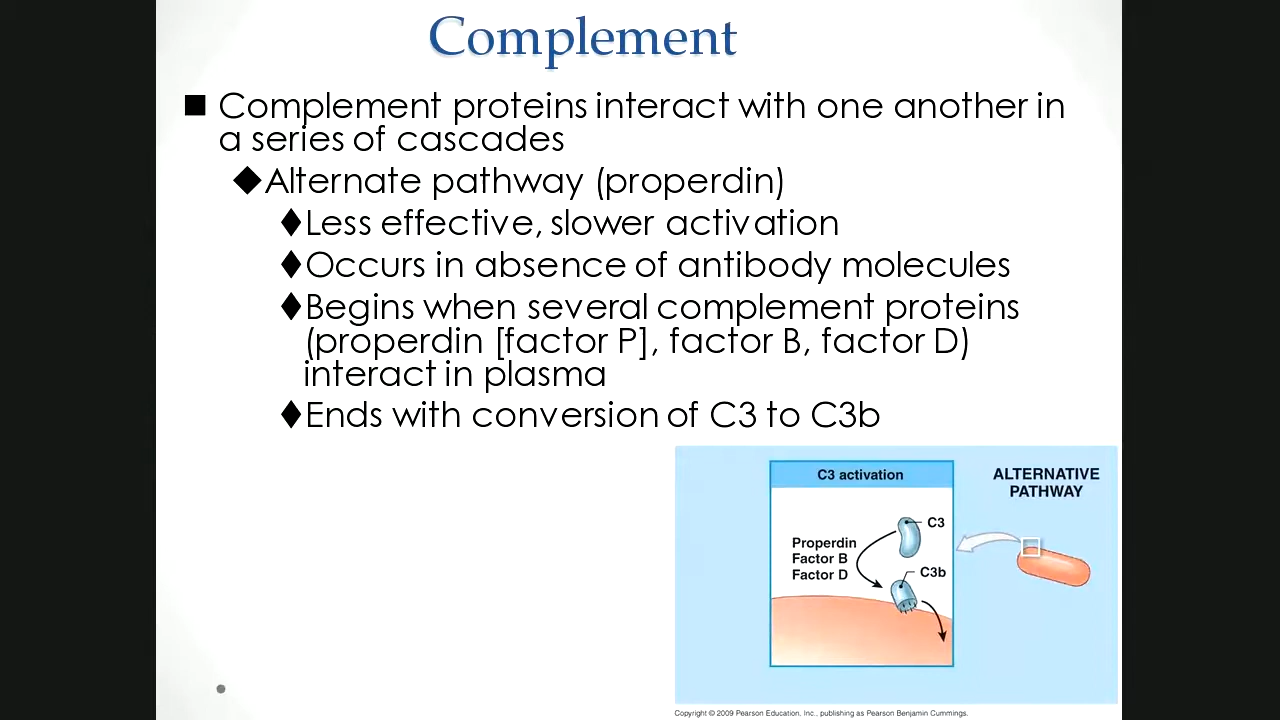 Complement
■ Complement proteins interact with one another in
a series of cascades
◆Alternate pathway (properdin)
♦Less effective, slower activation
♦Occurs in absence of antibody molecules
♦Begins when several complement proteins
(properdin [factor P], factor B, factor D)
interact in plasma
♦Ends with conversion of C3 to C3b
C3 activation
ALTERNATIVE
PATHWAY
C3
Properdin
Factor B
Factor D
C3b
Copyright © 2009 Pearson Education, Inc., publishing as Pearson Benjamin Cummings.